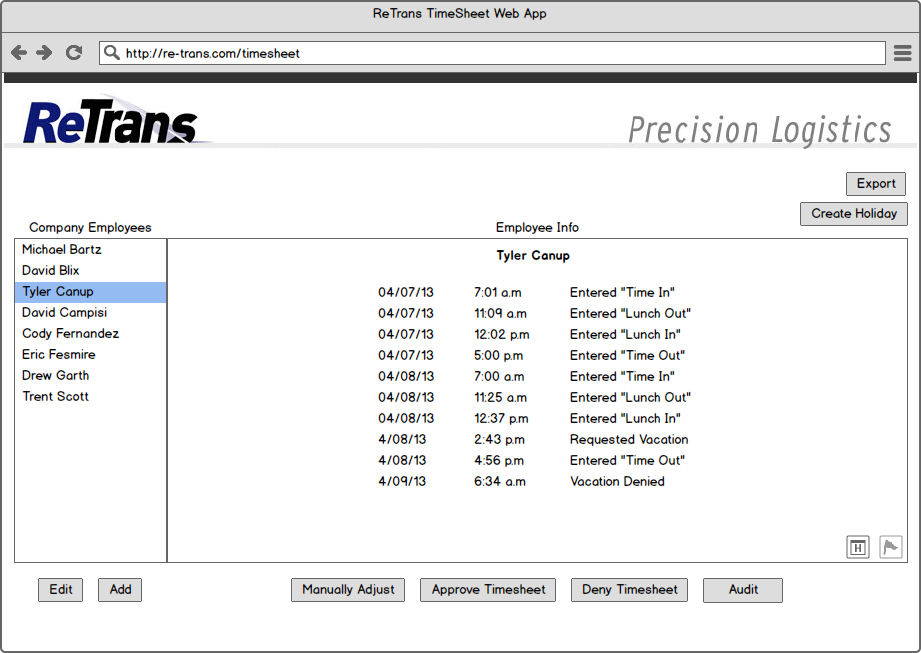 ReTrans TimeSheet Web App
http://re-trans.com/timesheet
ReTrans
Precision Logistics
Export
Create Holiday
Company Employees
Employee Info
Michael Bartz
David Blix
Tyler Canup
David Campisi
Cody Fernandez
Eric Fesmire
Drew Garth
Trent Scott
Tyler Canup
04/07/13 7:01 a.m Entered "Time In"
04/07/13 11:09 a.m Entered "Lunch Out"
04/07/13 12:02 p.m Entered "Lunch In"
04/07/13 5:00 p.m Entered "Time Out"
04/08/13 7:00 a.m Entered "Time In"
04/08/13 11:25 a.m Entered "Lunch Out"
04/08/13 12:37 p.m Entered "Lunch In"
4/08/13 2:43 p.m Requested Vacation
4/08/13 4:56 p.m Entered "Time Out"
4/09/13 6:34 a.m Vacation Denied
H
Edit Add Manually Adjust Approve Timesheet Deny Timesheet Audit